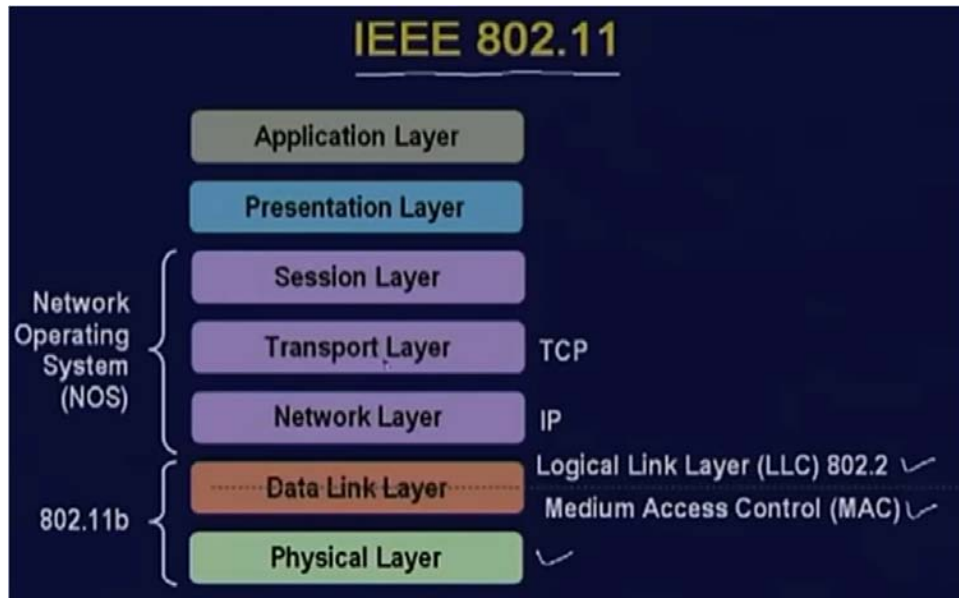 IEEE 802.11
Application Layer
Presentation Layer
Session Layer
Network
Operating
System
(NOS)
Transport Layer
TCP
Network Layer
IP
Logical Link Layer (LLC) 802.2
Data Link Layer
Medium Access Control (MAC)
802.11b
Physical Layer